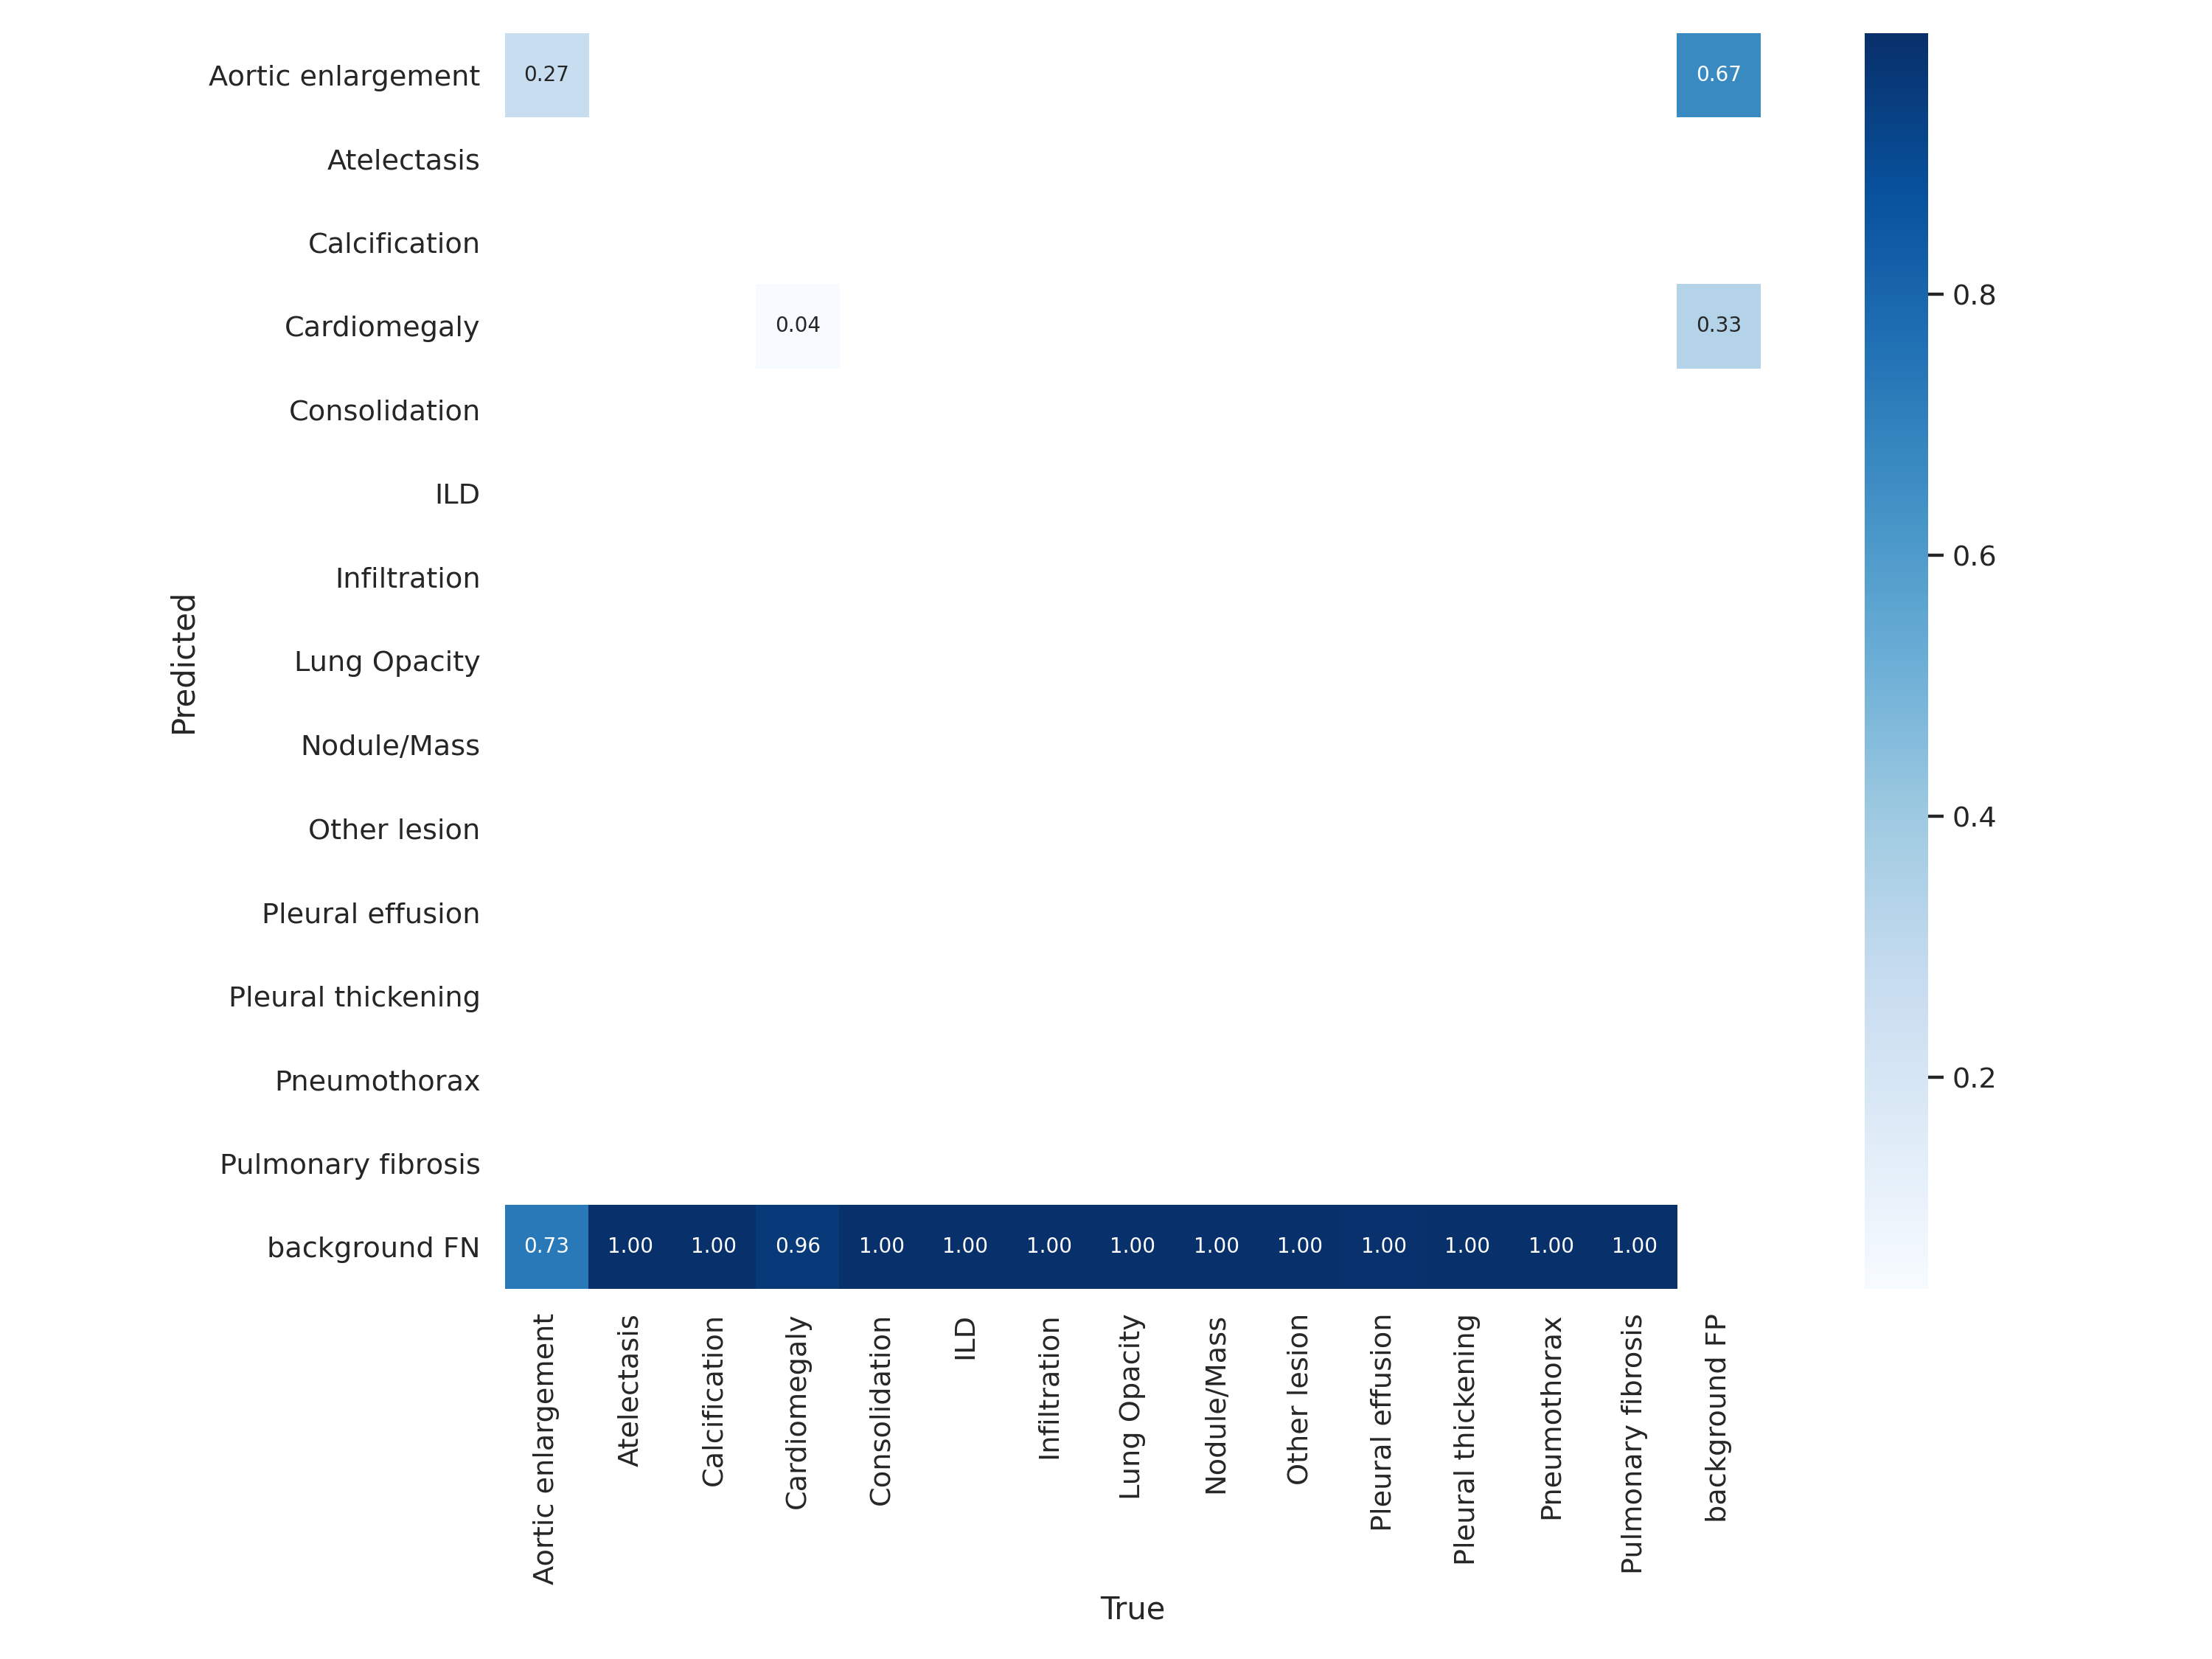 Aortic enlargement 0.27 0.67
Atelectasis
Calcification
Cardiomegaly 0.04 0.33
0.8
Consolidation
ILD
0.6
Infiltration
Predicted
Lung Opacity
Nodule/Mass
Other lesion
0.4
Pleural effusion
Pleural thickening
Pneumothorax
0.2
Pulmonary fibrosis
background FN 0.73 1.00 1.00 0.96 1.00 1.00 1.00 1.00 1.00 1.00 1.00 1.00 1.00 1.00
Aortic enlargement
Atelectasis
Calcification
Cardiomegaly
Consolidation
ILD
Infiltration
Lung Opacity
Nodule/Mass
Other lesion
Pleural effusion
Pleural thickening
Pneumothorax
Pulmonary fibrosis
background FP
True